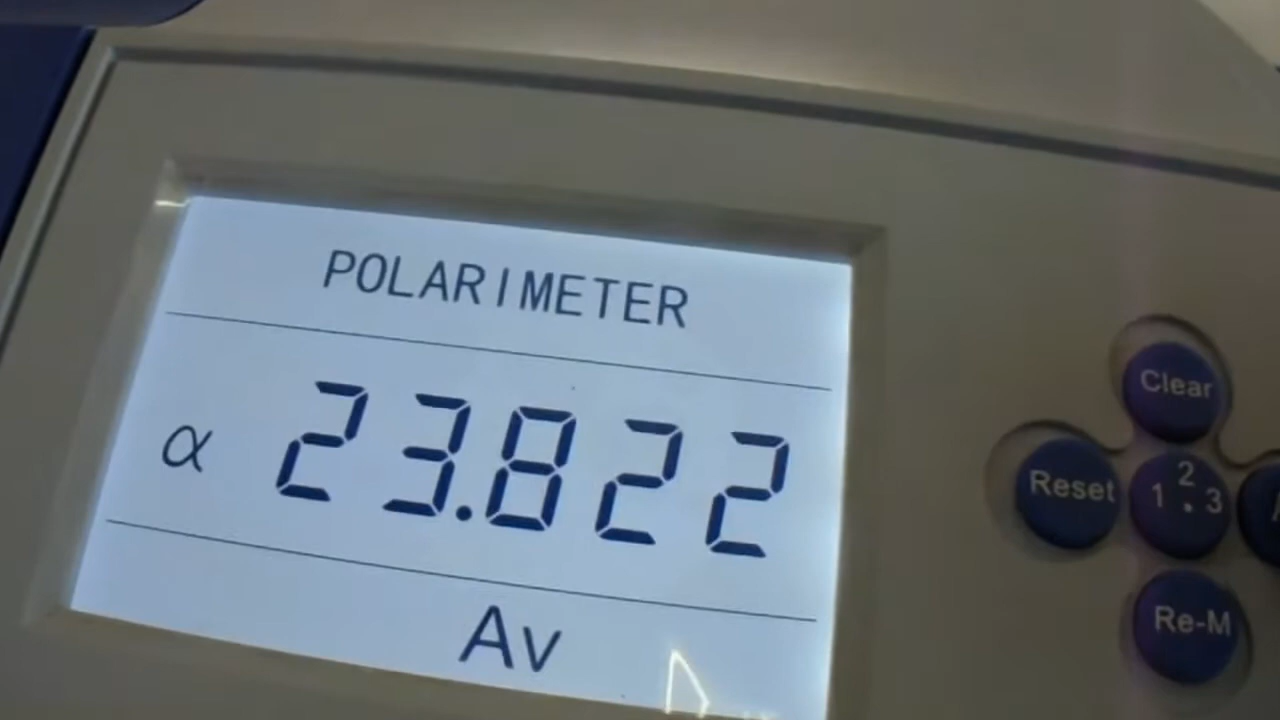 POLARIMETER
α 23.822
Av
Clear
Reset
2
1 . 3
Re-M